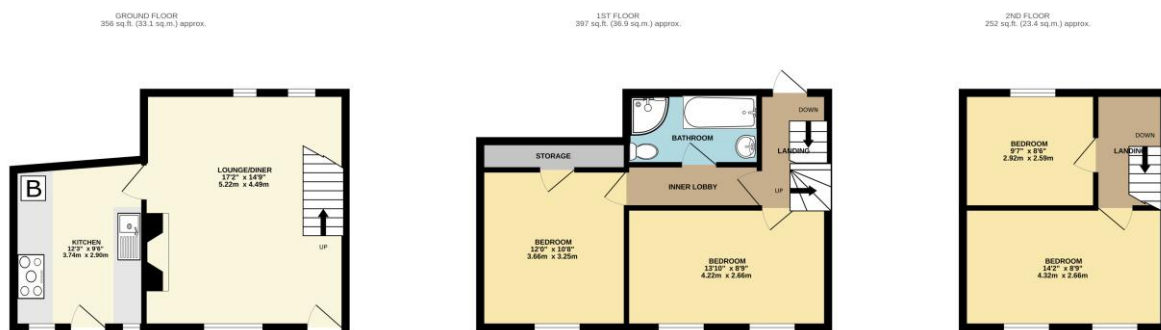 GROUND FLOOR
356 sq.ft. (33.1 sq.m.) approx.
B
KITCHEN
12'3" x 9'6"
3.74m x 2.90m
LOUNGE/DINER
17'2" x 14'9"
5.22m x 4.49m
UP
1ST FLOOR
397 sq.ft. (36.9 sq.m.) approx.
STORAGE
BATHROOM
DOWN
LANDING
INNER LOBBY
UP
BEDROOM
12'0" x 10'8"
3.66m x 3.25m
BEDROOM
13'10" x 8'9"
4.22m x 2.66m
2ND FLOOR
252 sq.ft. (23.4 sq.m.) approx.
BEDROOM
9'7" x 8'6"
2.92m x 2.59m
DOWN
LANDING
BEDROOM
14'2" x 8'9"
4.32m x 2.66m